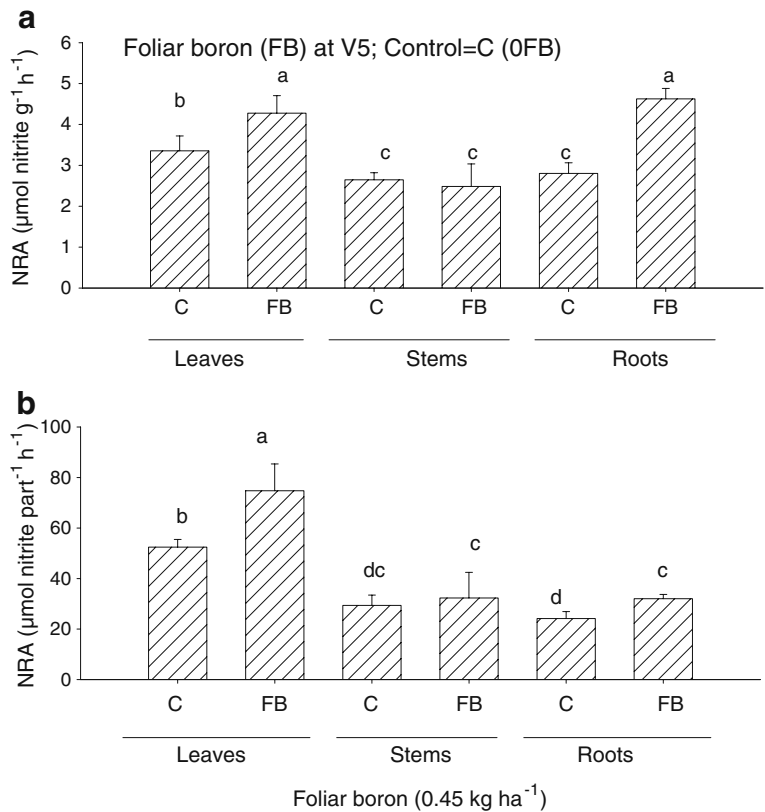 a
Foliar boron (FB) at V5; Control=C (0FB)
NRA (µmol nitrite g⁻¹h⁻¹)
6
5
4
3
2
1
0
b
a
c
c
c
a
C FB C FB C FB
Leaves Stems Roots
b
NRA (µmol nitrite part⁻¹ h⁻¹)
100
80
60
40
20
0
b
a
dc
c
d
c
C FB C FB C FB
Leaves Stems Roots
Foliar boron (0.45 kg ha⁻¹)